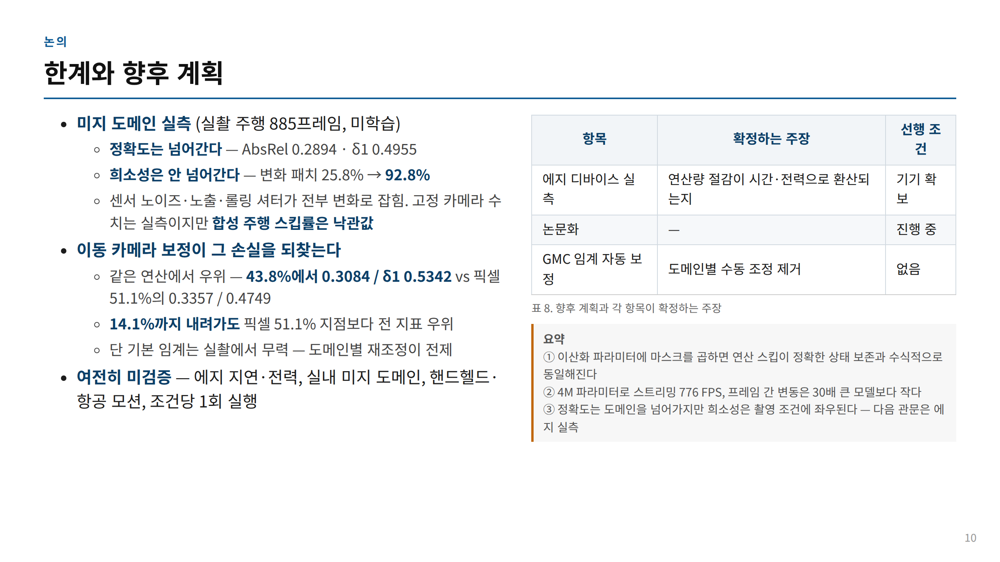 논의
한계와 향후 계획
• 미지 도메인 실측 (실촬 주행 885프레임, 미학습)
○ 정확도는 넘어간다 — AbsRel 0.2894 · δ1 0.4955
○ 희소성은 안 넘어간다 — 변화 패치 25.8% → 92.8%
○ 센서 노이즈·노출·롤링 셔터가 전부 변화로 잡힘. 고정 카메라 수
치는 실측이지만 합성 주행 스킵률은 낙관값
• 이동 카메라 보정이 그 손실을 되찾는다
○ 같은 연산에서 우위 — 43.8%에서 0.3084 / δ1 0.5342 vs 픽셀
51.1%의 0.3357 / 0.4749
○ 14.1%까지 내려가도 픽셀 51.1% 지점보다 전 지표 우위
○ 단 기본 임계는 실촬에서 무력 — 도메인별 재조정이 전제
• 여전히 미검증 — 에지 지연·전력, 실내 미지 도메인, 핸드헬드·
항공 모션, 조건당 1회 실행
항목
확정하는 주장
선행 조
건
에지 디바이스 실
측
연산량 절감이 시간·전력으로 환산되
는지
기기 확
보
논문화
—
진행 중
GMC 임계 자동 보
정
도메인별 수동 조정 제거
없음
표 8. 향후 계획과 각 항목이 확정하는 주장
요약
① 이산화 파라미터에 마스크를 곱하면 연산 스킵이 정확한 상태 보존과 수식적으로
동일해진다
② 4M 파라미터로 스트리밍 776 FPS, 프레임 간 변동은 30배 큰 모델보다 작다
③ 정확도는 도메인을 넘어가지만 희소성은 촬영 조건에 좌우된다 — 다음 관문은 에
지 실측
10